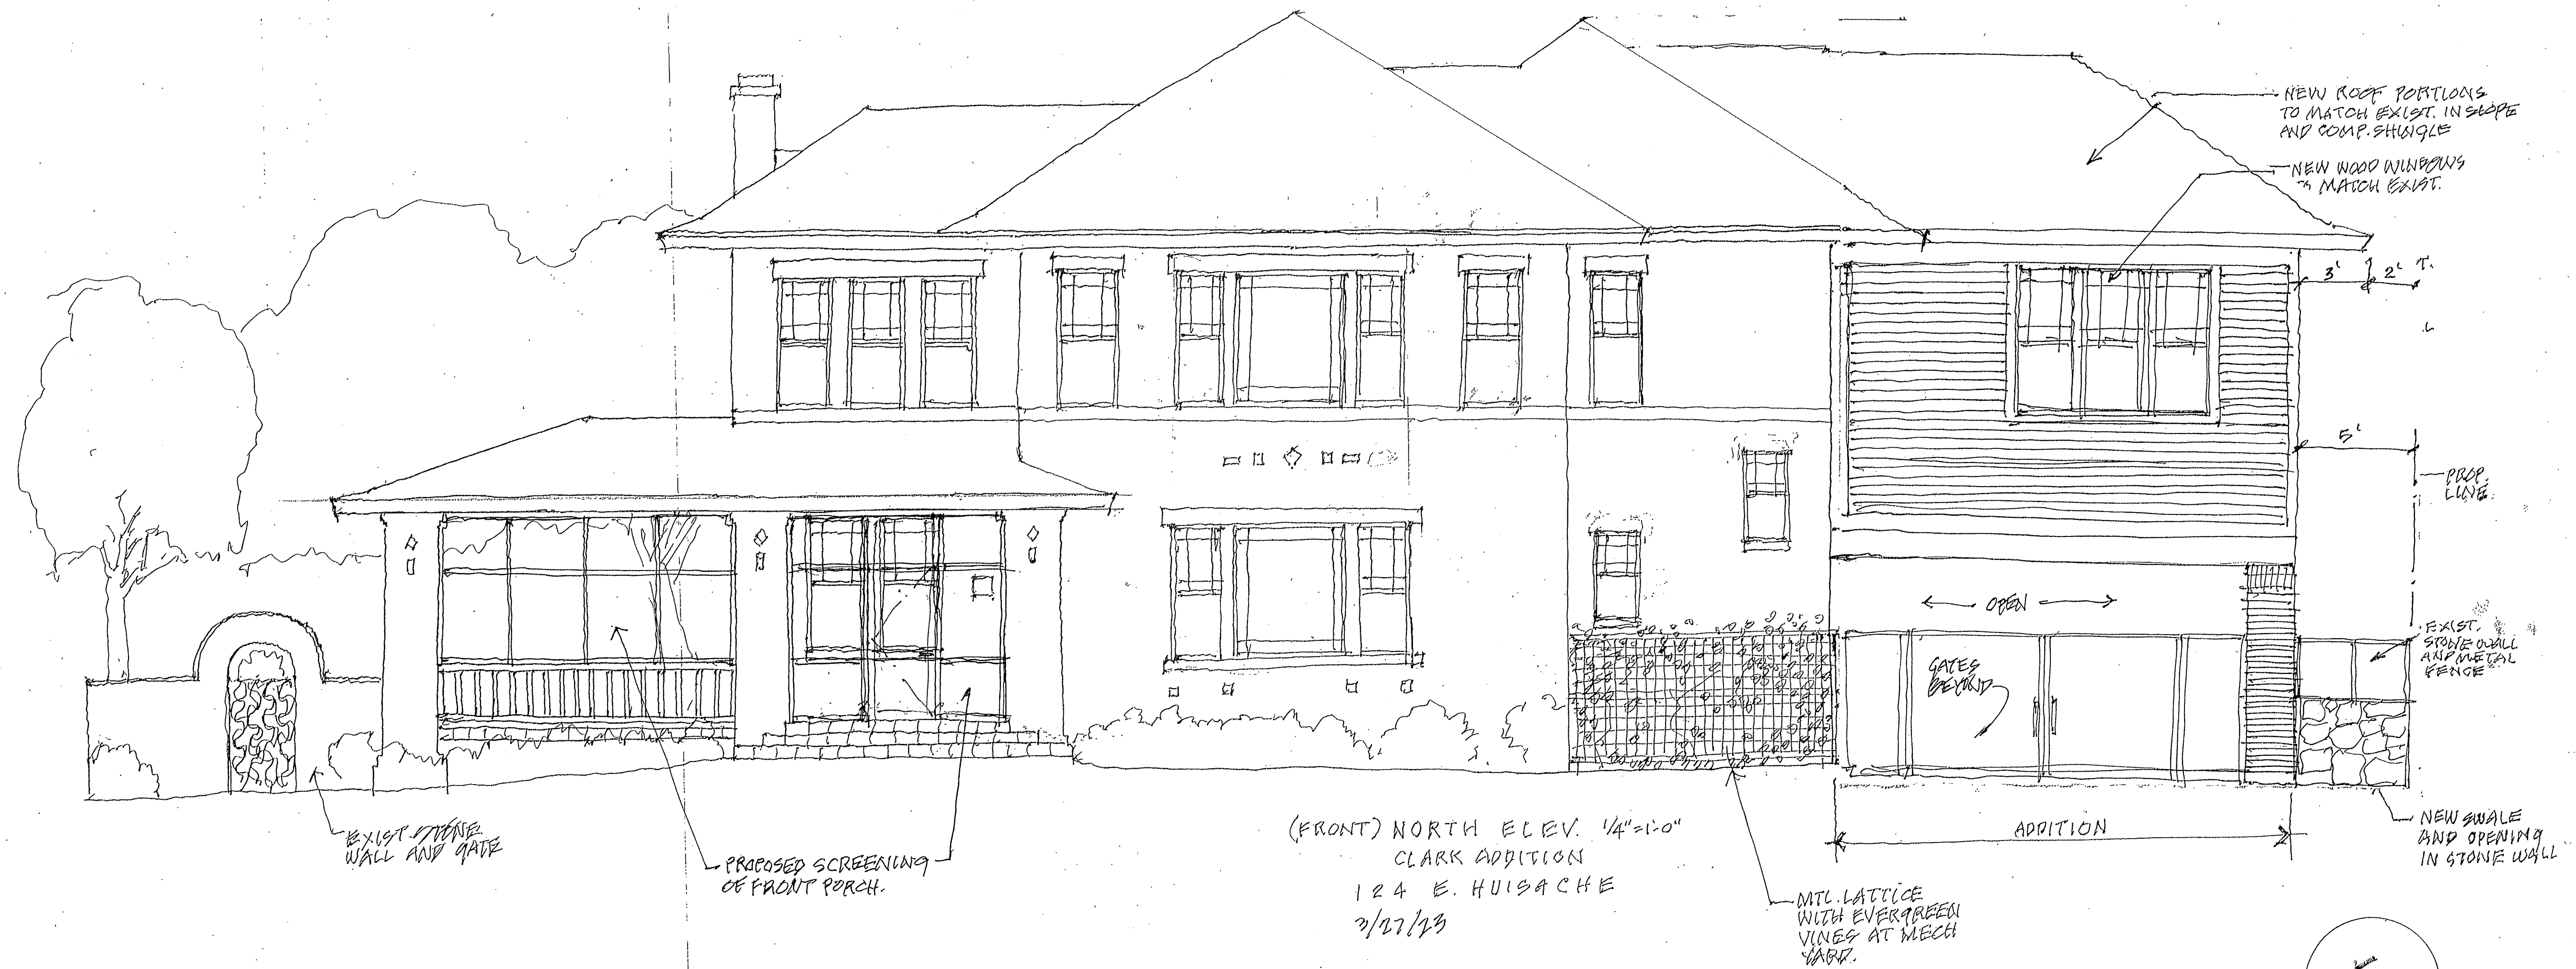 NEW ROOF PORTIONS
TO MATCH EXIST. IN SLOPE
AND COMP. SHINGLE
NEW WOOD WINDOWS
TO MATCH EXIST.
3' 2'
5'
PROP.
LINE
OPEN
GATES
BEYOND
EXIST.
STONE WALL
AND METAL
FENCE
EXIST. STONE
WALL AND GATE
PROPOSED SCREENING
OF FRONT PORCH.
(FRONT) NORTH ELEV. 1/4"=1'-0"
CLARK ADDITION
124 E. HUISACHE
3/27/23
ADDITION
NEW SWALE
AND OPENING
IN STONE WALL
MTL. LATTICE
WITH EVERGREEN
VINES AT MECH
YARD.